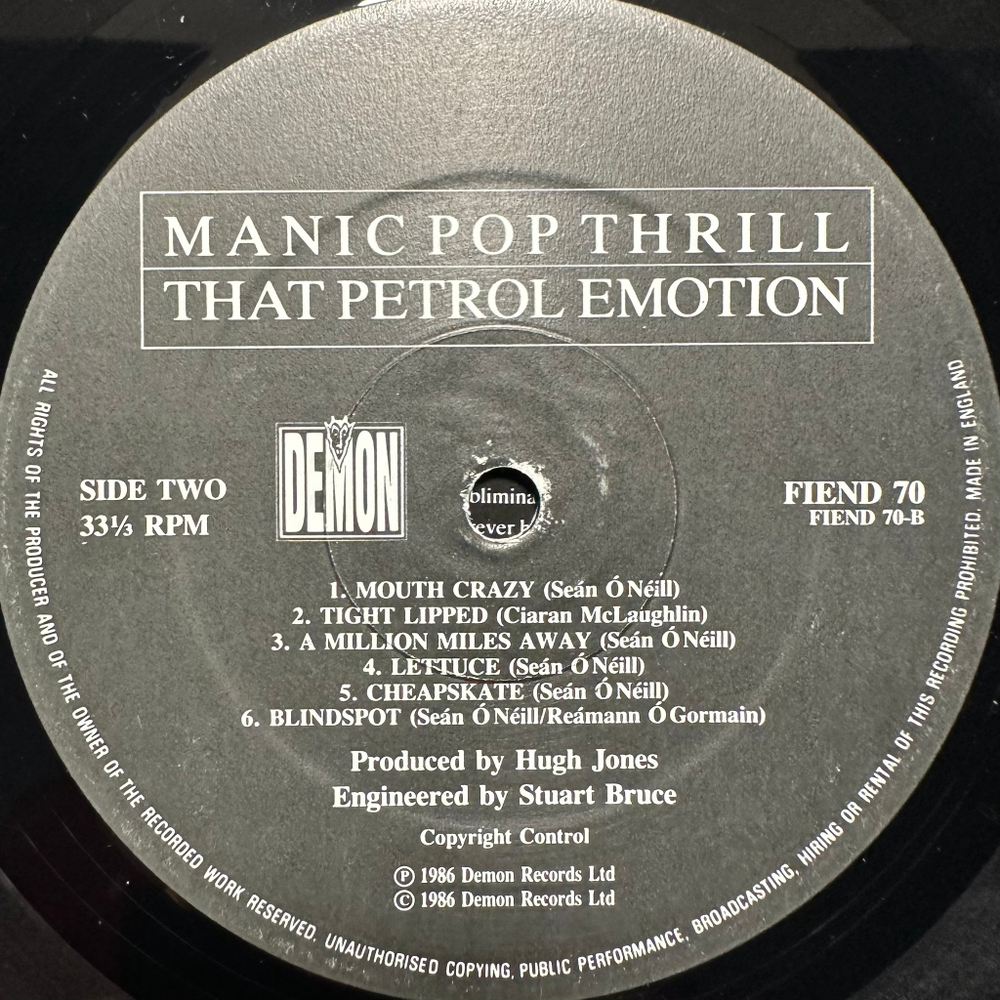 MANIC POP THRILL
THAT PETROL EMOTION
DEMON
SIDE TWO
33⅓ RPM
FIEND 70
FIEND 70-B
blimina
ever b
1. MOUTH CRAZY (Seán Ó Néill)
2. TIGHT LIPPED (Ciaran McLaughlin)
3. A MILLION MILES AWAY (Seán Ó Néill)
4. LETTUCE (Seán Ó Néill)
5. CHEAPSKATE (Seán Ó Néill)
6. BLINDSPOT (Seán Ó Néill/Reámann Ó Gormain)
Produced by Hugh Jones
Engineered by Stuart Bruce
Copyright Control
Ⓟ 1986 Demon Records Ltd
© 1986 Demon Records Ltd
ALL RIGHTS OF THE PRODUCER AND OF THE OWNER OF THE RECORDED WORK RESERVED. UNAUTHORISED COPYING, PUBLIC PERFORMANCE, BROADCASTING, HIRING OR RENTAL OF THIS RECORDING PROHIBITED. MADE IN ENGLAND